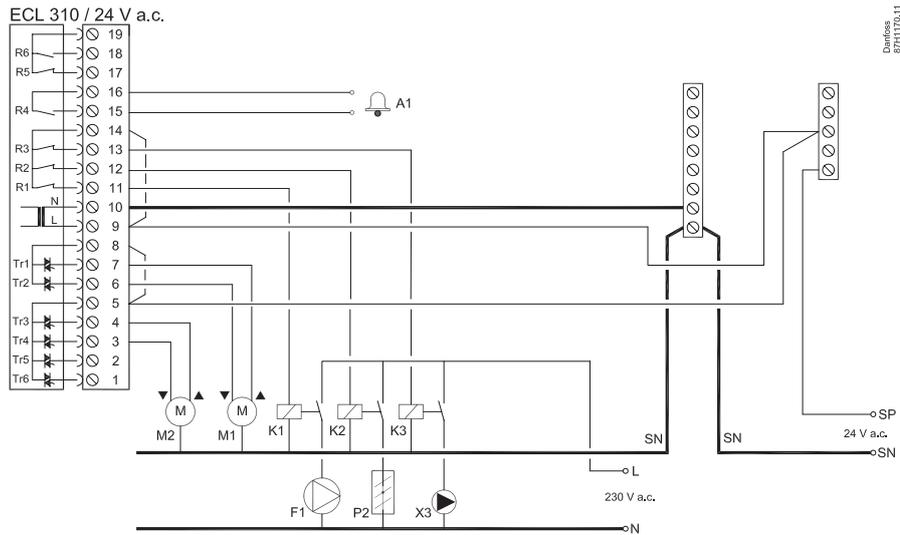 ECL 310 / 24 V a.c.
Danfoss
87H1170.11
19
R6
18
R5
17
16
A1
R4
15
14
R3
13
R2
12
R1
11
N
10
L
9
8
Tr1
7
Tr2
6
5
Tr3
4
Tr4
3
Tr5
2
Tr6
1
M
M
M2
M1
K1
K2
K3
SP
24 V a.c.
SN
SN
SN
L
230 V a.c.
F1
P2
X3
N